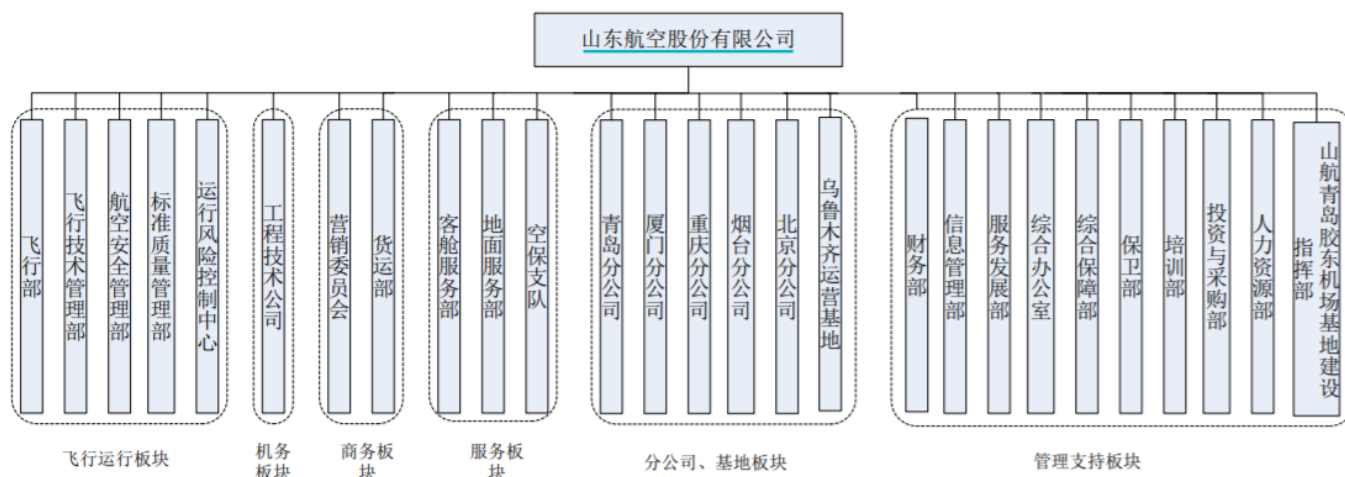 山东航空股份有限公司
飞行部
飞行技术管理部
航空安全管理部
标准质量管理部
运行风险控制中心
工程技术公司
营销委员会
货运部
客舱服务部
地面服务部
空保支队
青岛分公司
厦门分公司
重庆分公司
烟台分公司
北京分公司
乌鲁木齐运营基地
财务部
信息管理部
服务发展部
综合办公室
综合保障部
保卫部
培训部
投资与采购部
人力资源部
山航青岛胶东机场基地建设
指挥部
飞行运行板块
机务
板块
商务板
块
服务板
块
分公司、基地板块
管理支持板块